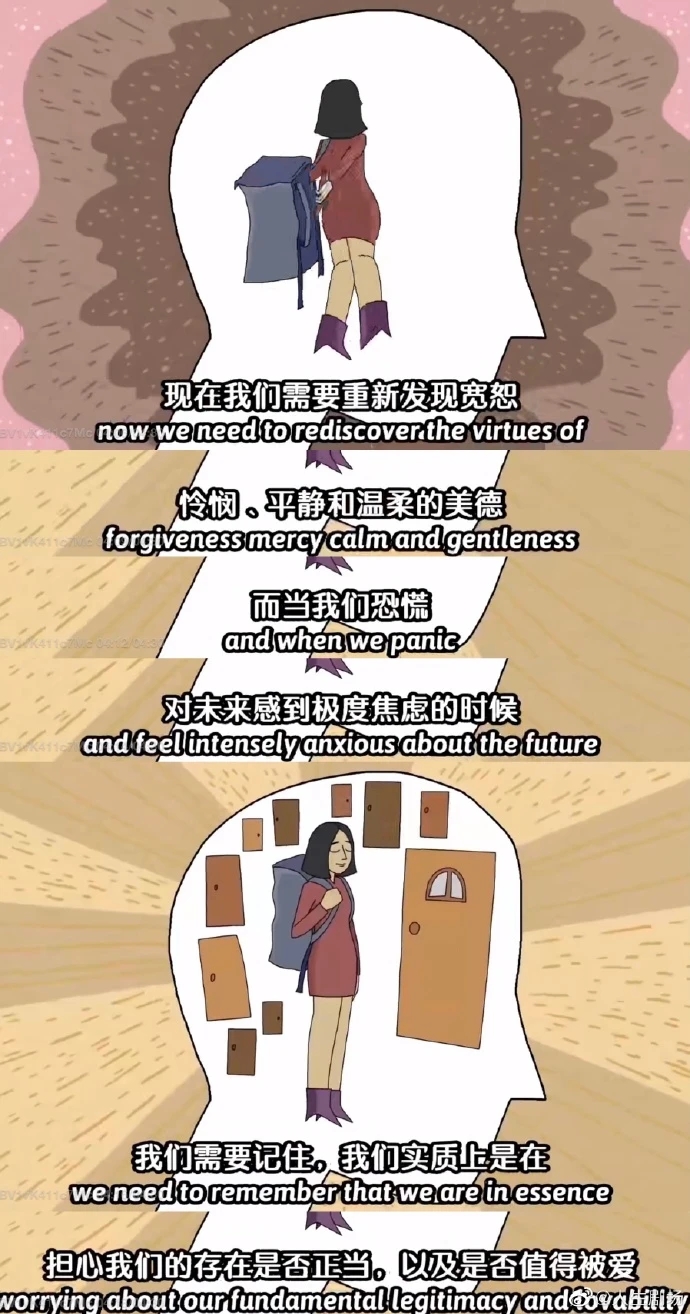 现在我们需要重新发现宽恕
now we need to rediscover the virtues of
怜悯、平静和温柔的美德
forgiveness mercy calm and gentleness
而当我们恐慌
and when we panic
对未来感到极度焦虑的时候
and feel intensely anxious about the future
我们需要记住，我们实质上是在
we need to remember that we are in essence
担心我们的存在是否正当，以及是否值得被爱
worrying about our fundamental legitimacy and